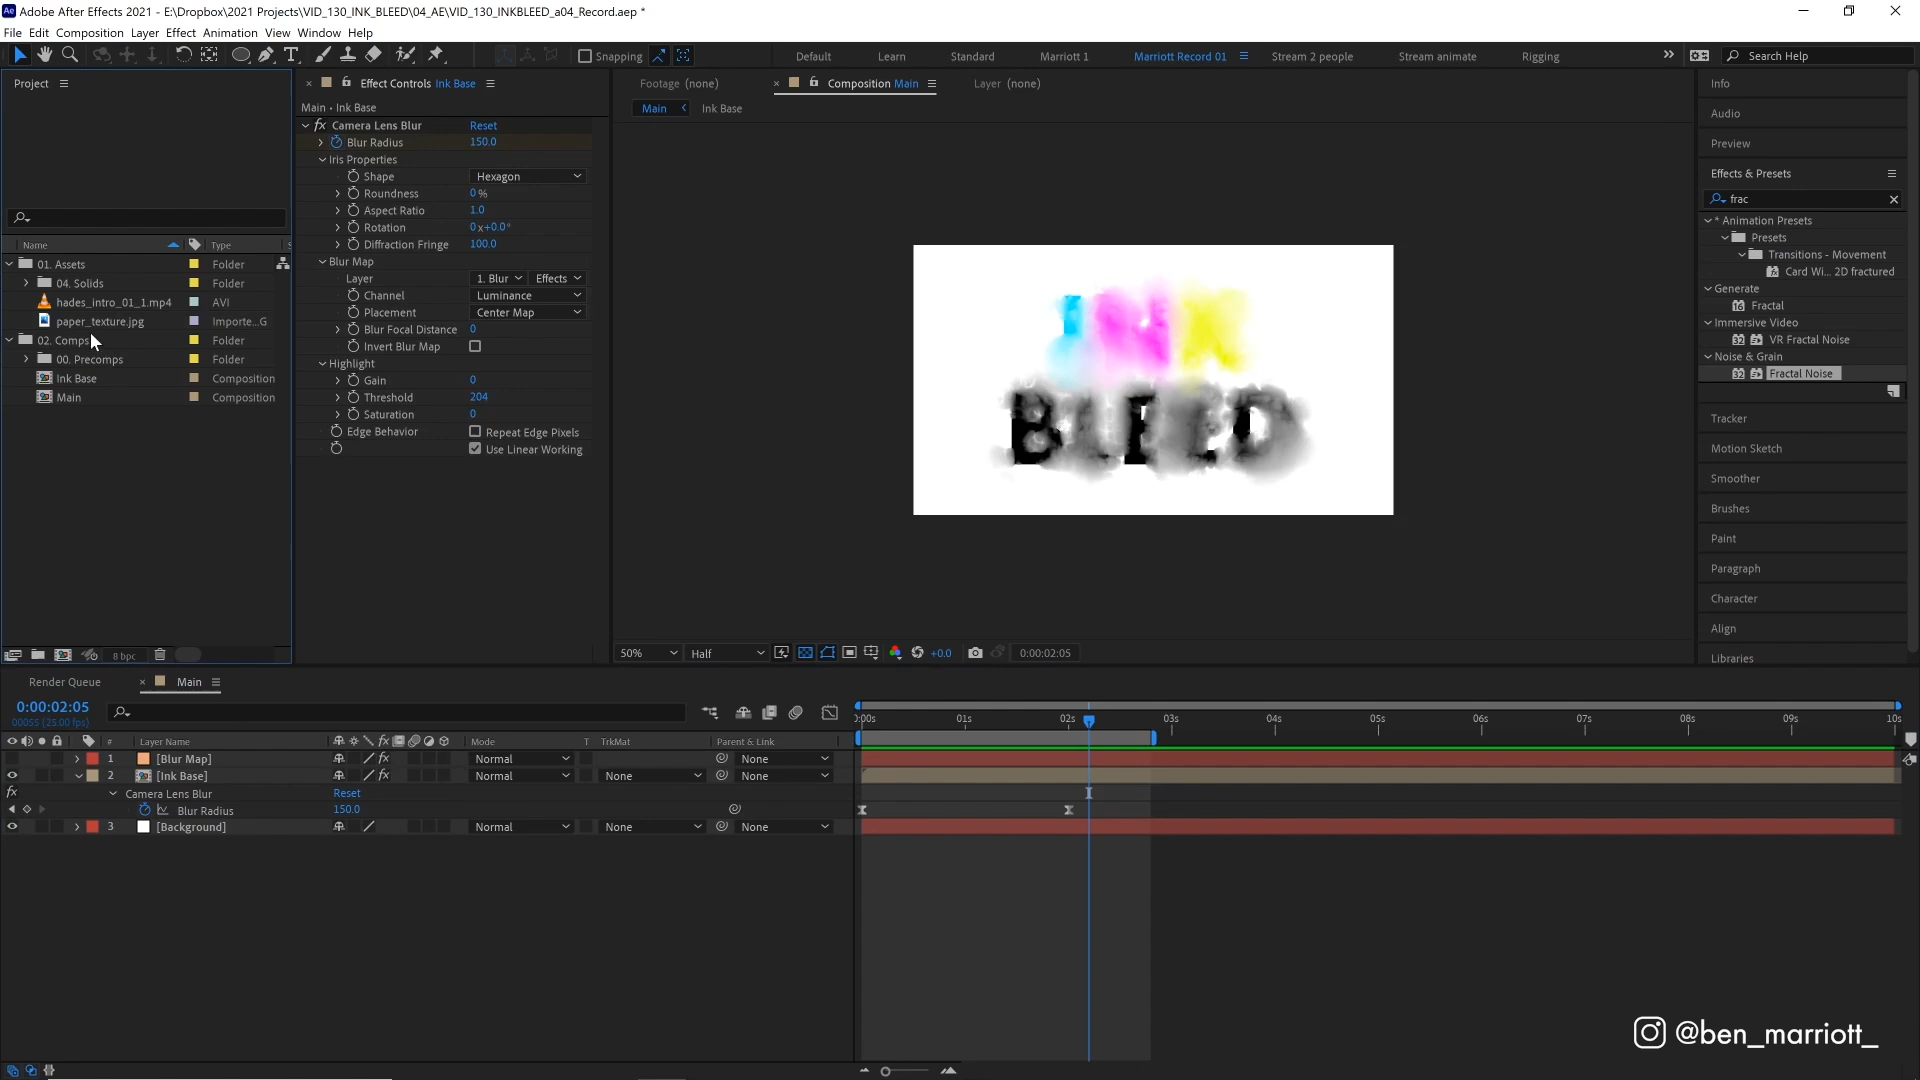 Adobe After Effects 2021 - E:\Dropbox\2021 Projects\VID_130_INK_BLEED\04_AE\VID_130_INKBLEED_a04_Record.aep *
File Edit Composition Layer Effect Animation View Window Help
Snapping
Default Learn Standard Marriott 1 Marriott Record 01 Stream 2 people Stream animate Rigging
Search Help
Project
Name Type
01. Assets Folder
04. Solids Folder
hades_intro_01_1.mp4 AVI
paper_texture.jpg Importe...G
02. Comps Folder
00. Precomps Folder
Ink Base Composition
Main Composition
8 bpc
Effect Controls Ink Base
Main • Ink Base
fx Camera Lens Blur Reset
Blur Radius 150.0
Iris Properties
Shape Hexagon
Roundness 0 %
Aspect Ratio 1.0
Rotation 0 x+0.0°
Diffraction Fringe 100.0
Blur Map
Layer 1. Blur Effects
Channel Luminance
Placement Center Map
Blur Focal Distance 0
Invert Blur Map
Highlight
Gain 0
Threshold 204
Saturation 0
Edge Behavior Repeat Edge Pixels
Use Linear Working
Footage (none) Composition Main Layer (none)
Main Ink Base
INK
BLEED
50% Half +0.0 0:00:02:05
Info
Audio
Preview
Effects & Presets
frac
* Animation Presets
Presets
Transitions - Movement
Card Wi... 2D fractured
Generate
Fractal
Immersive Video
VR Fractal Noise
Noise & Grain
Fractal Noise
Tracker
Motion Sketch
Smoother
Brushes
Paint
Paragraph
Character
Align
Libraries
Render Queue Main
0:00:02:05
00055 (25.00 fps)
:00s 01s 02s 03s 04s 05s 06s 07s 08s 09s 10s
# Layer Name fx Mode T TrkMat Parent & Link
1 [Blur Map] fx Normal None
2 [Ink Base] fx Normal None None
fx Camera Lens Blur Reset
Blur Radius 150.0
3 [Background] Normal None None
@ben_marriott_